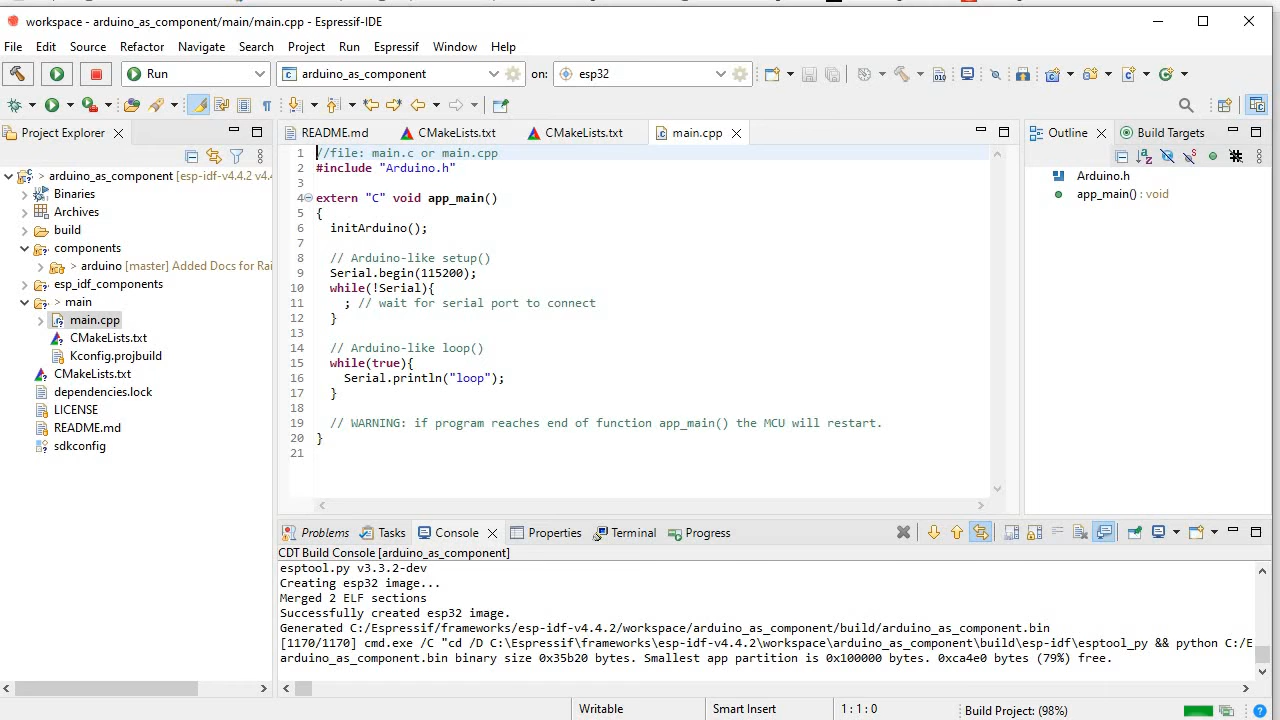 workspace - arduino_as_component/main/main.cpp - Espressif-IDE
File Edit Source Refactor Navigate Search Project Run Espressif Window Help
Run arduino_as_component on: esp32
Project Explorer
README.md CMakeLists.txt CMakeLists.txt main.cpp
Outline Build Targets
arduino_as_component [esp-idf-v4.4.2 v4.4
Binaries
Archives
build
components
arduino [master] Added Docs for Rai
esp_idf_components
main
main.cpp
CMakeLists.txt
Kconfig.projbuild
CMakeLists.txt
dependencies.lock
LICENSE
README.md
sdkconfig
1 //file: main.c or main.cpp
2 #include "Arduino.h"
3
4 extern "C" void app_main()
5 {
6 initArduino();
7
8 // Arduino-like setup()
9 Serial.begin(115200);
10 while(!Serial){
11 ; // wait for serial port to connect
12 }
13
14 // Arduino-like loop()
15 while(true){
16 Serial.println("loop");
17 }
18
19 // WARNING: if program reaches end of function app_main() the MCU will restart.
20 }
21
Arduino.h
app_main() : void
Problems Tasks Console Properties Terminal Progress
CDT Build Console [arduino_as_component]
esptool.py v3.3.2-dev
Creating esp32 image...
Merged 2 ELF sections
Successfully created esp32 image.
Generated C:/Espressif/frameworks/esp-idf-v4.4.2/workspace/arduino_as_component/build/arduino_as_component.bin
[1170/1170] cmd.exe /C "cd /D C:\Espressif\frameworks\esp-idf-v4.4.2\workspace\arduino_as_component\build\esp-idf\esptool_py && python C:/E
arduino_as_component.bin binary size 0x35b20 bytes. Smallest app partition is 0x100000 bytes. 0xca4e0 bytes (79%) free.
Writable Smart Insert 1 : 1 : 0 Build Project: (98%)